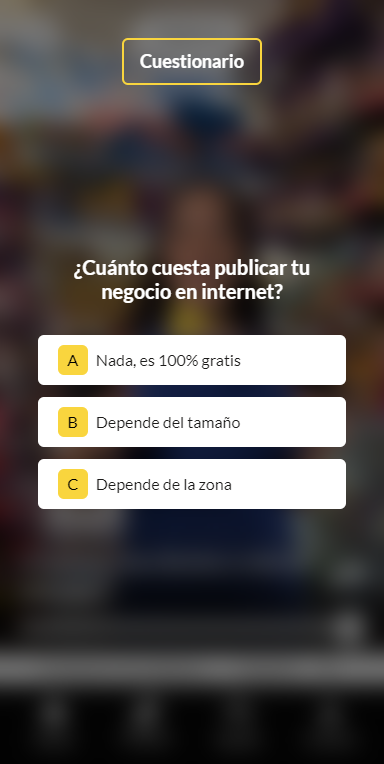 Cuestionario
¿Cuánto cuesta publicar tu
negocio en internet?
A Nada, es 100% gratis
B Depende del tamaño
C Depende de la zona